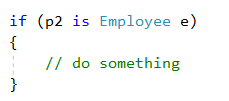 if (p2 is Employee e)
{
// do something
}